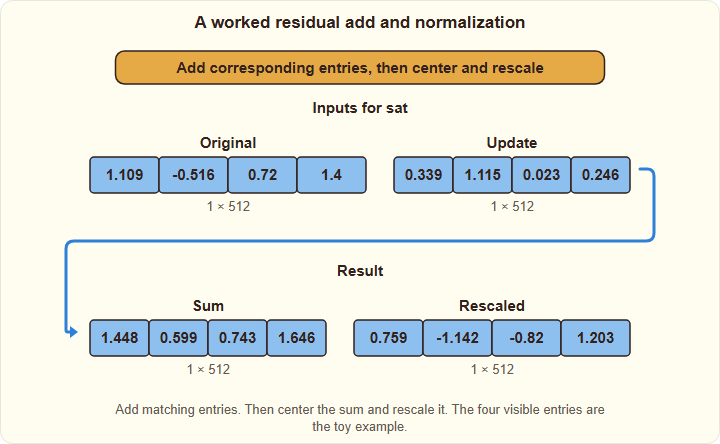 A worked residual add and normalization
Add corresponding entries, then center and rescale
Inputs for sat
Original
Update
1.109 -0.516 0.72 1.4
0.339 1.115 0.023 0.246
1 × 512
1 × 512
Result
Sum
Rescaled
1.448 0.599 0.743 1.646
0.759 -1.142 -0.82 1.203
1 × 512
1 × 512
Add matching entries. Then center the sum and rescale it. The four visible entries are
the toy example.